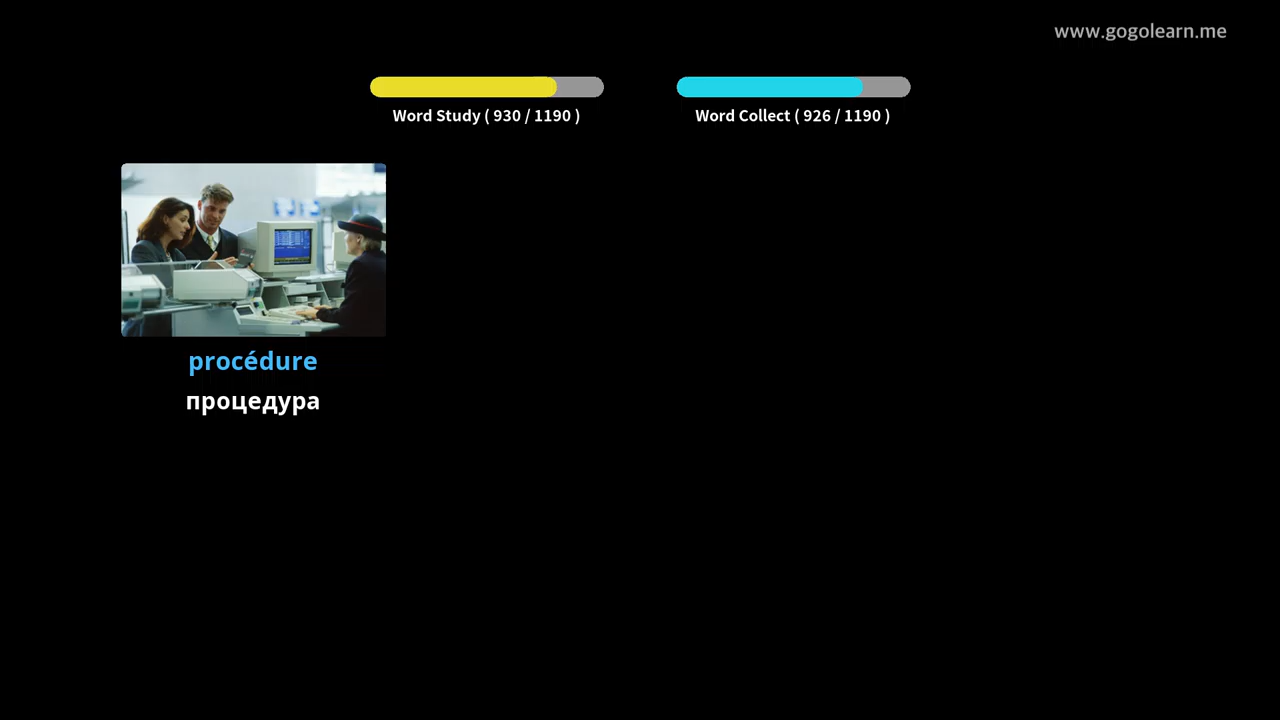 www.gogolearn.me
Word Study ( 930 / 1190 )
Word Collect ( 926 / 1190 )
procédure
процедура